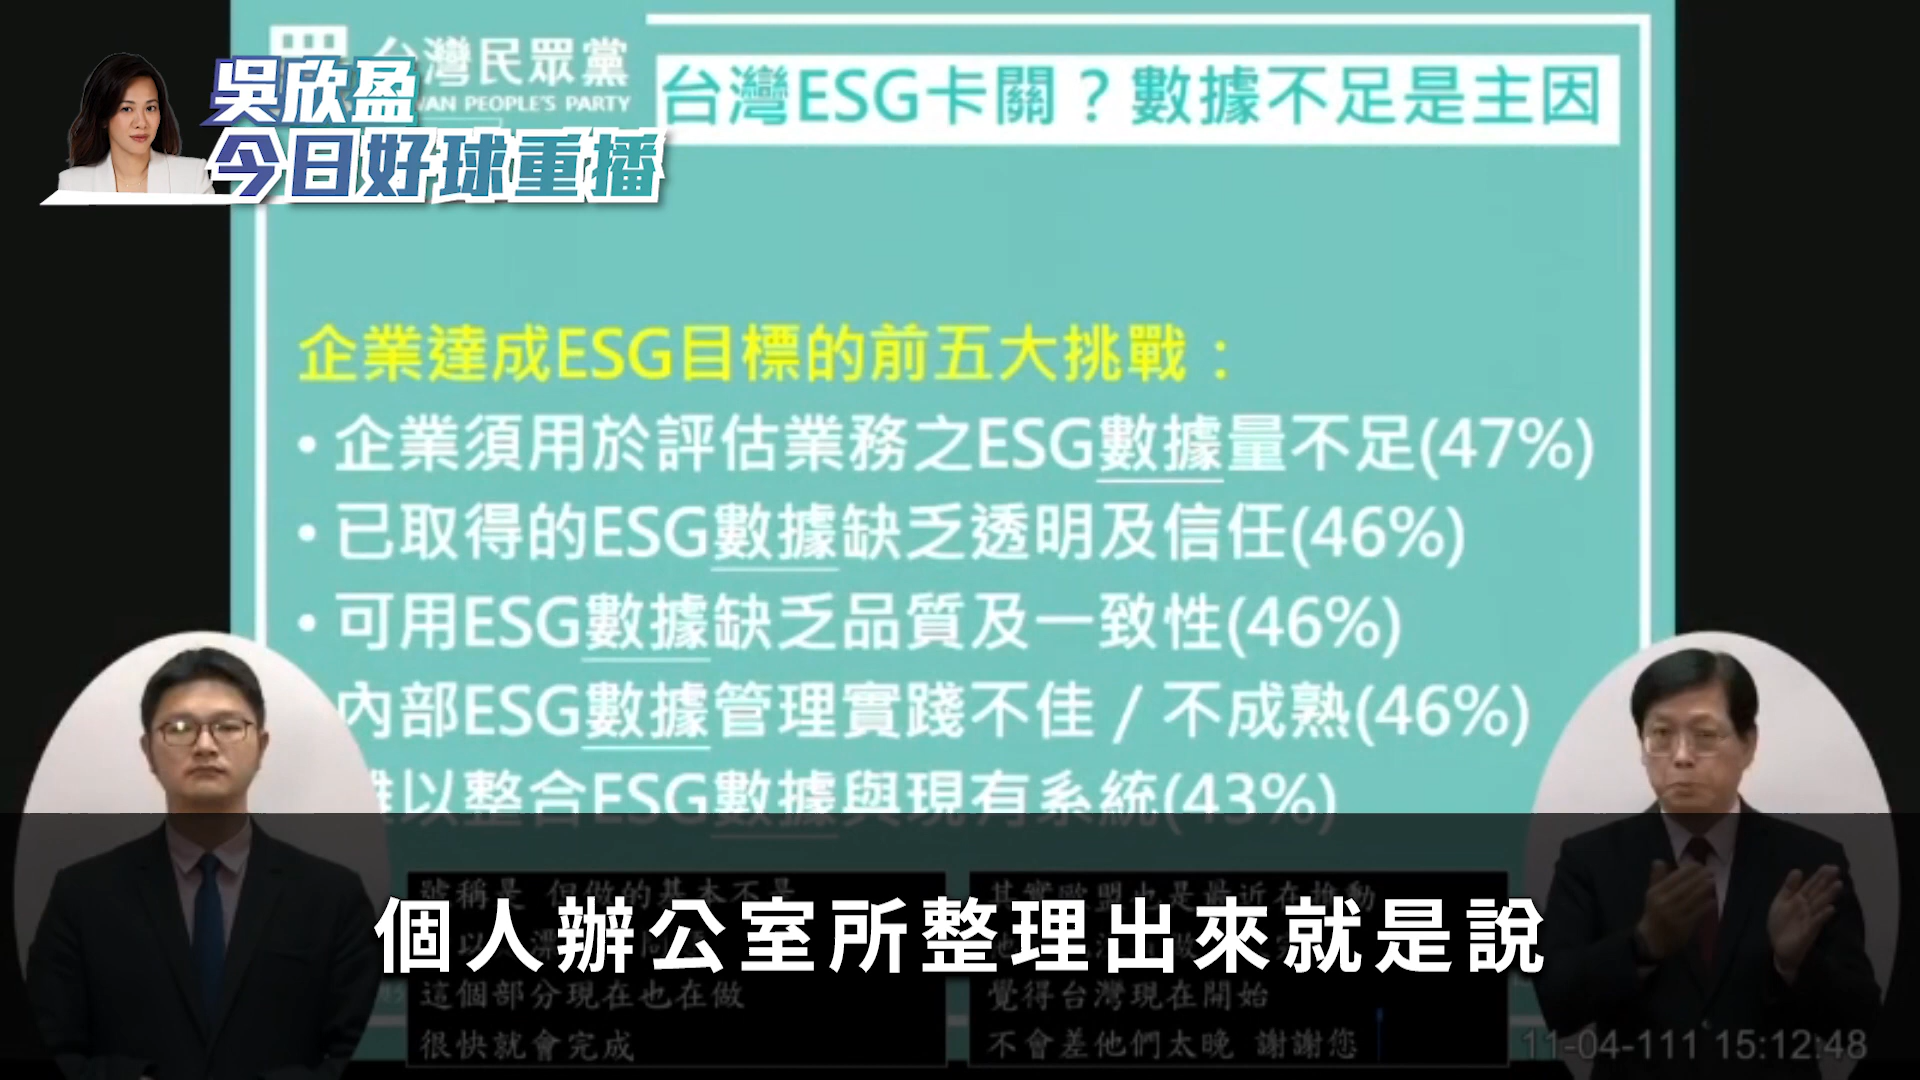 台灣民眾黨
AN PEOPLE'S PARTY
吳欣盈
今日好球重播
台灣ESG卡關？數據不足是主因
企業達成ESG目標的前五大挑戰：
• 企業須用於評估業務之ESG數據量不足(47%)
• 已取得的ESG數據缺乏透明及信任(46%)
• 可用ESG數據缺乏品質及一致性(46%)
內部ESG數據管理實踐不佳 / 不成熟(46%)
以整合ESG數據與現有系統(43%)
個人辦公室所整理出來就是說
號稱是 但做的基本不是
這個部分現在也在做
很快就會完成
其實歐盟也是最近在推動
覺得台灣現在開始
不會差他們太晚 謝謝您
11-04-111 15:12:48